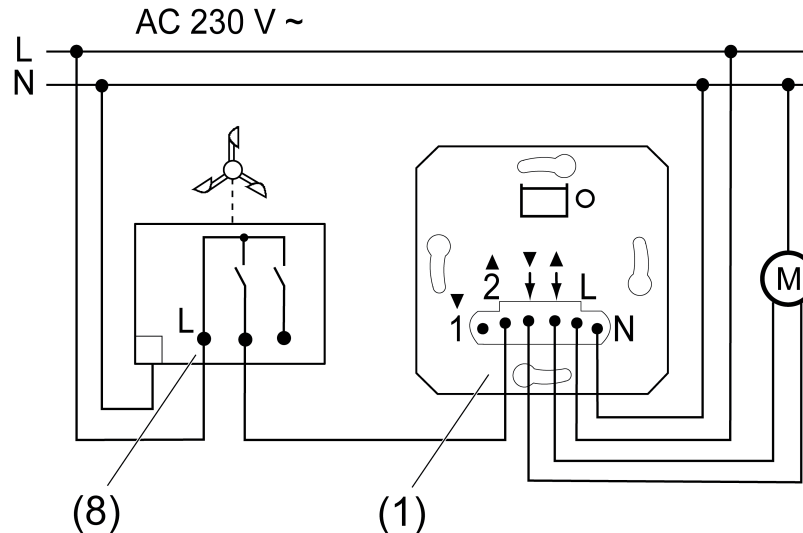 AC 230 V ~
L
N
M
▲ ▼ ▲
▼ 2 L
L
1 N
(8) (1)